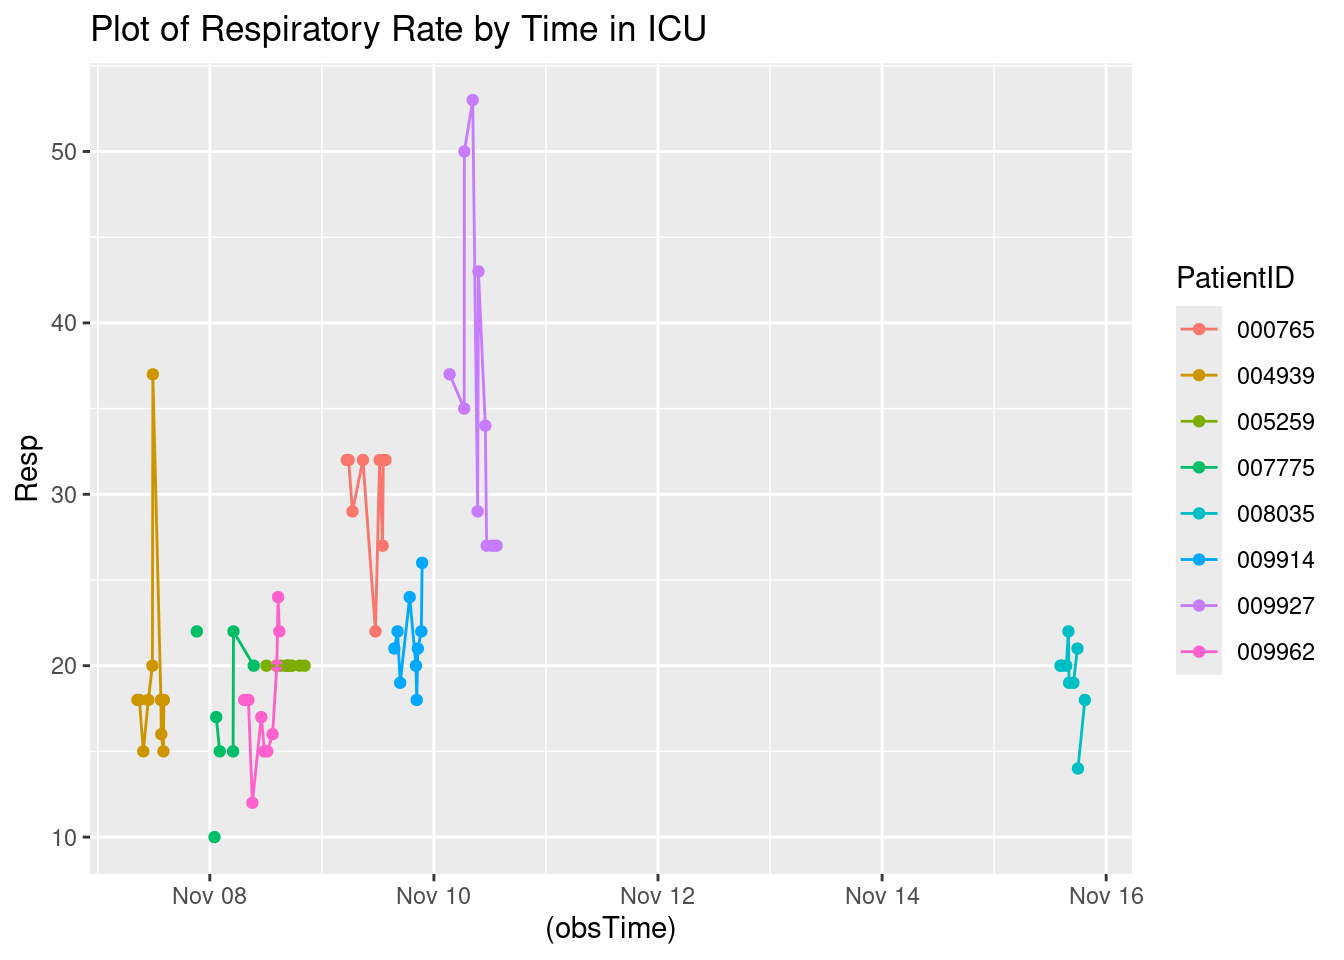 Plot of Respiratory Rate by Time in ICU
Resp
50
40
30
20
10
Nov 08 Nov 10 Nov 12 Nov 14 Nov 16
(obsTime)
PatientID
000765
004939
005259
007775
008035
009914
009927
009962